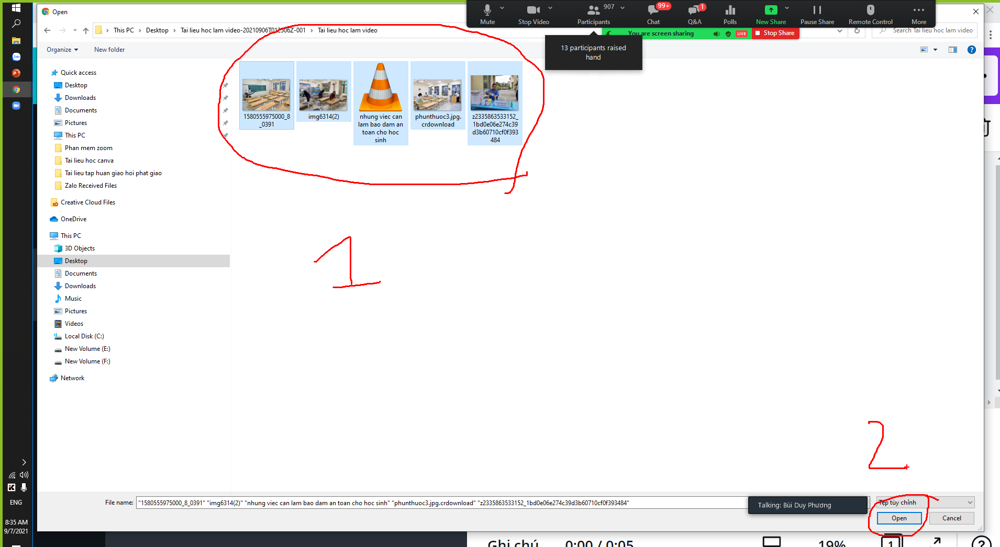 Open
907
99+
1
Mute
Stop Video
Participants
Chat
Q&A
Polls
New Share
Pause Share
Remote Control
More
This PC
Desktop
Tai lieu hoc lam video-20210906T012506Z-001
Tai lieu hoc lam video
You are screen sharing
LIVE
Stop Share
Search Tai lieu hoc lam video
13 participants raised
hand
Organize
New folder
Quick access
Desktop
Downloads
Documents
Pictures
This PC
Phan mem zoom
Tai lieu hoc canva
Tai lieu tap huan giao hoi phat giao
Zalo Received Files
Creative Cloud Files
OneDrive
This PC
3D Objects
Desktop
Documents
Downloads
Music
Pictures
Videos
Local Disk (C:)
New Volume (E:)
New Volume (F:)
Network
1580555975000_8
_0391
img6314(2)
nhung viec can
lam bao dam an
toan cho hoc
sinh
phunthuoc3.jpg.
crdownload
z2335863533152_
1bd0e06e274c39
d3b60710cf0f393
484
1
2
File name:
"1580555975000_8_0391" "img6314(2)" "nhung viec can lam bao dam an toan cho hoc sinh" "phunthuoc3.jpg.crdownload" "z2335863533152_1bd0e06e274c39d3b60710cf0f393484"
Talking: Bùi Duy Phương
Tệp tùy chỉnh
Open
Cancel
Zalo
ENG
8:35 AM
9/7/2021
Ghi chú
0:00 / 0:05
19%
1